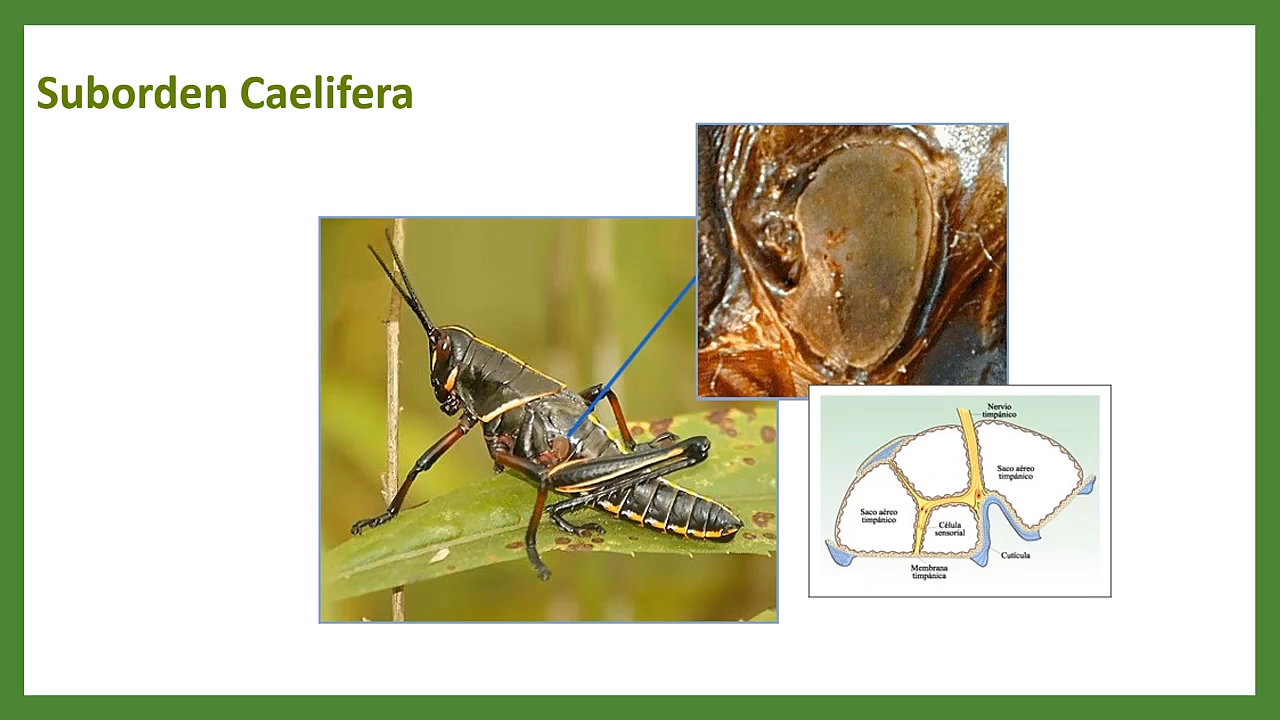 Suborden Caelifera
Nervio
timpánico
Saco aéreo
timpánico
Saco aéreo
timpánico
Célula
sensorial
Cutícula
Membrana
timpánica